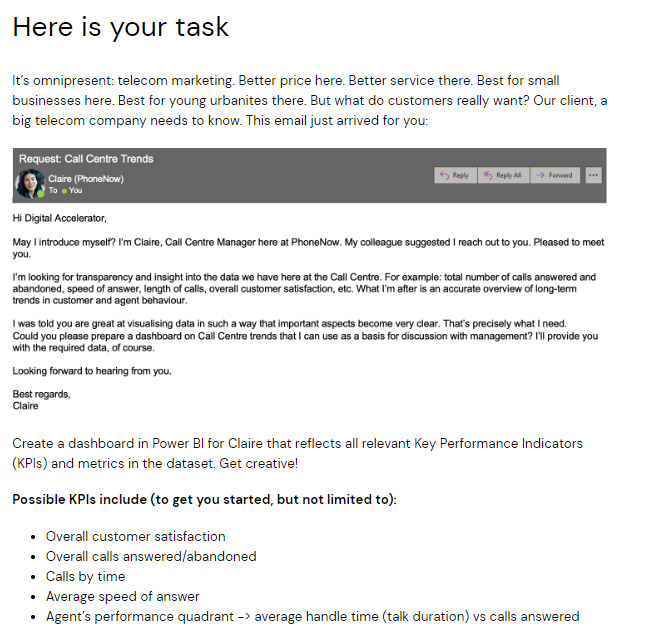 Here is your task
It's omnipresent: telecom marketing. Better price here. Better service there. Best for small
businesses here. Best for young urbanites there. But what do customers really want? Our client, a
big telecom company needs to know. This email just arrived for you:
Request: Call Centre Trends
Claire (PhoneNow)
To You
Reply
Reply All
Forward
...
Hi Digital Accelerator,
May I introduce myself? I'm Claire, Call Centre Manager here at PhoneNow. My colleague suggested I reach out to you. Pleased to meet
you.
I'm looking for transparency and insight into the data we have here at the Call Centre. For example: total number of calls answered and
abandoned, speed of answer, length of calls, overall customer satisfaction, etc. What I'm after is an accurate overview of long-term
trends in customer and agent behaviour.
I was told you are great at visualising data in such a way that important aspects become very clear. That's precisely what I need.
Could you please prepare a dashboard on Call Centre trends that I can use as a basis for discussion with management? I'll provide you
with the required data, of course.
Looking forward to hearing from you.
Best regards,
Claire
Create a dashboard in Power BI for Claire that reflects all relevant Key Performance Indicators
(KPIs) and metrics in the dataset. Get creative!
Possible KPIs include (to get you started, but not limited to):
• Overall customer satisfaction
• Overall calls answered/abandoned
• Calls by time
• Average speed of answer
• Agent's performance quadrant -> average handle time (talk duration) vs calls answered